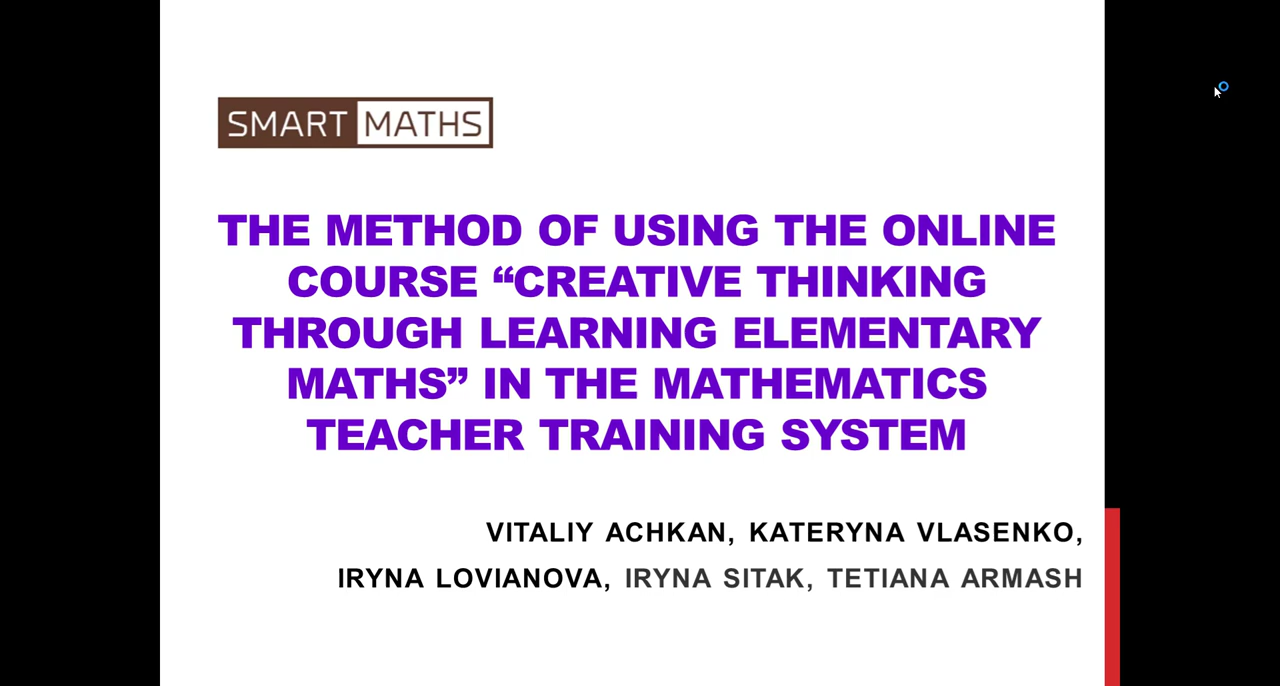 SMART MATHS
THE METHOD OF USING THE ONLINE
COURSE “CREATIVE THINKING
THROUGH LEARNING ELEMENTARY
MATHS” IN THE MATHEMATICS
TEACHER TRAINING SYSTEM
VITALIY ACHKAN, KATERYNA VLASENKO,
IRYNA LOVIANOVA, IRYNA SITAK, TETIANA ARMASH